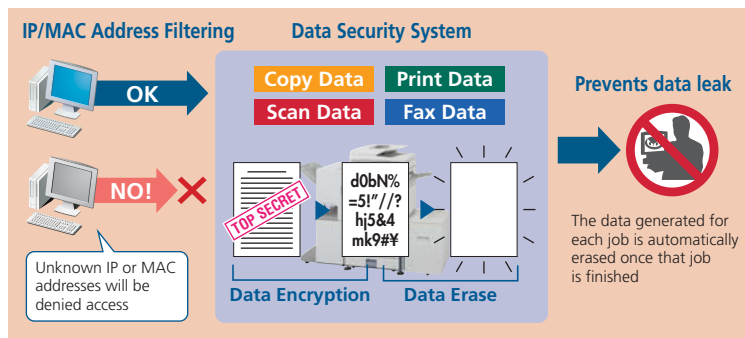 IP/MAC Address Filtering
Data Security System
OK
NO!
Unknown IP or MAC
addresses will be
denied access
Copy Data
Print Data
Scan Data
Fax Data
TOP SECRET
d0bN%
=5!"//?
hj5&4
mk9#¥
Data Encryption
Data Erase
Prevents data leak
The data generated for
each job is automatically
erased once that job
is finished